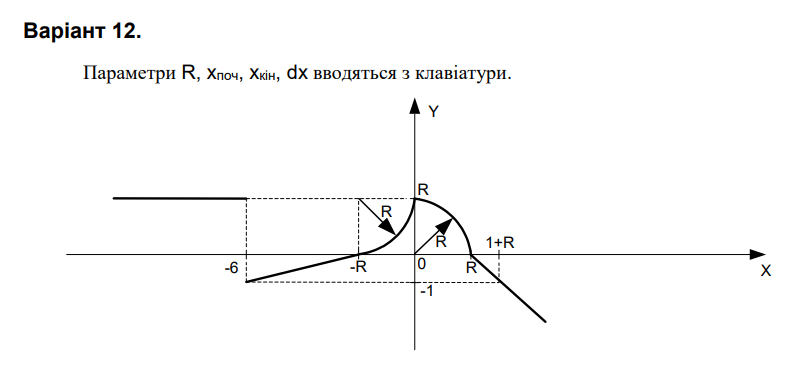 Варіант 12.
Параметри R, xпоч, xкін, dx вводяться з клавіатури.
Y
R
R
R 1+R
-6 -R 0 R X
-1